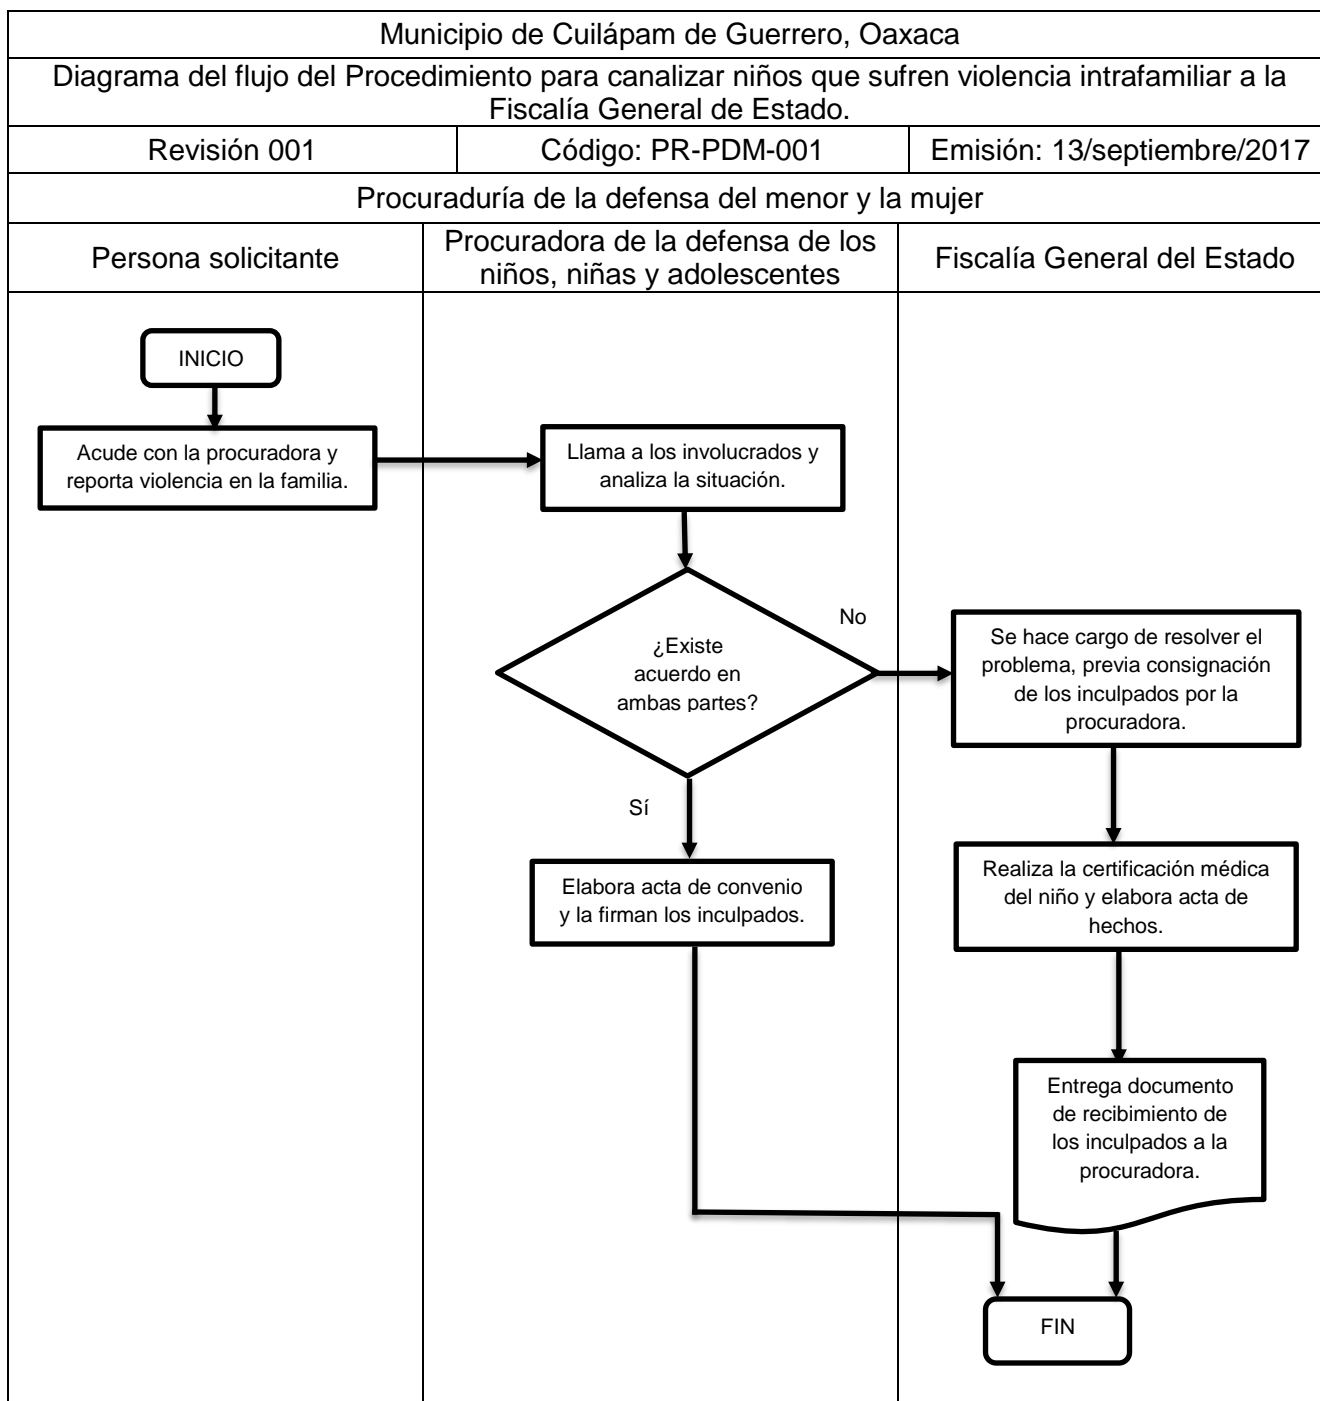 Municipio de Cuilápam de Guerrero, Oaxaca
Diagrama del flujo del Procedimiento para canalizar niños que sufren violencia intrafamiliar a la
Fiscalía General de Estado.
Revisión 001
Código: PR-PDM-001
Emisión: 13/septiembre/2017
Procuraduría de la defensa del menor y la mujer
Persona solicitante
Procuradora de la defensa de los
niños, niñas y adolescentes
Fiscalía General del Estado
INICIO
Acude con la procuradora y
reporta violencia en la familia.
Llama a los involucrados y
analiza la situación.
¿Existe
acuerdo en
ambas partes?
No
Se hace cargo de resolver el
problema, previa consignación
de los inculpados por la
procuradora.
Sí
Elabora acta de convenio
y la firman los inculpados.
Realiza la certificación médica
del niño y elabora acta de
hechos.
Entrega documento
de recibimiento de
los inculpados a la
procuradora.
FIN